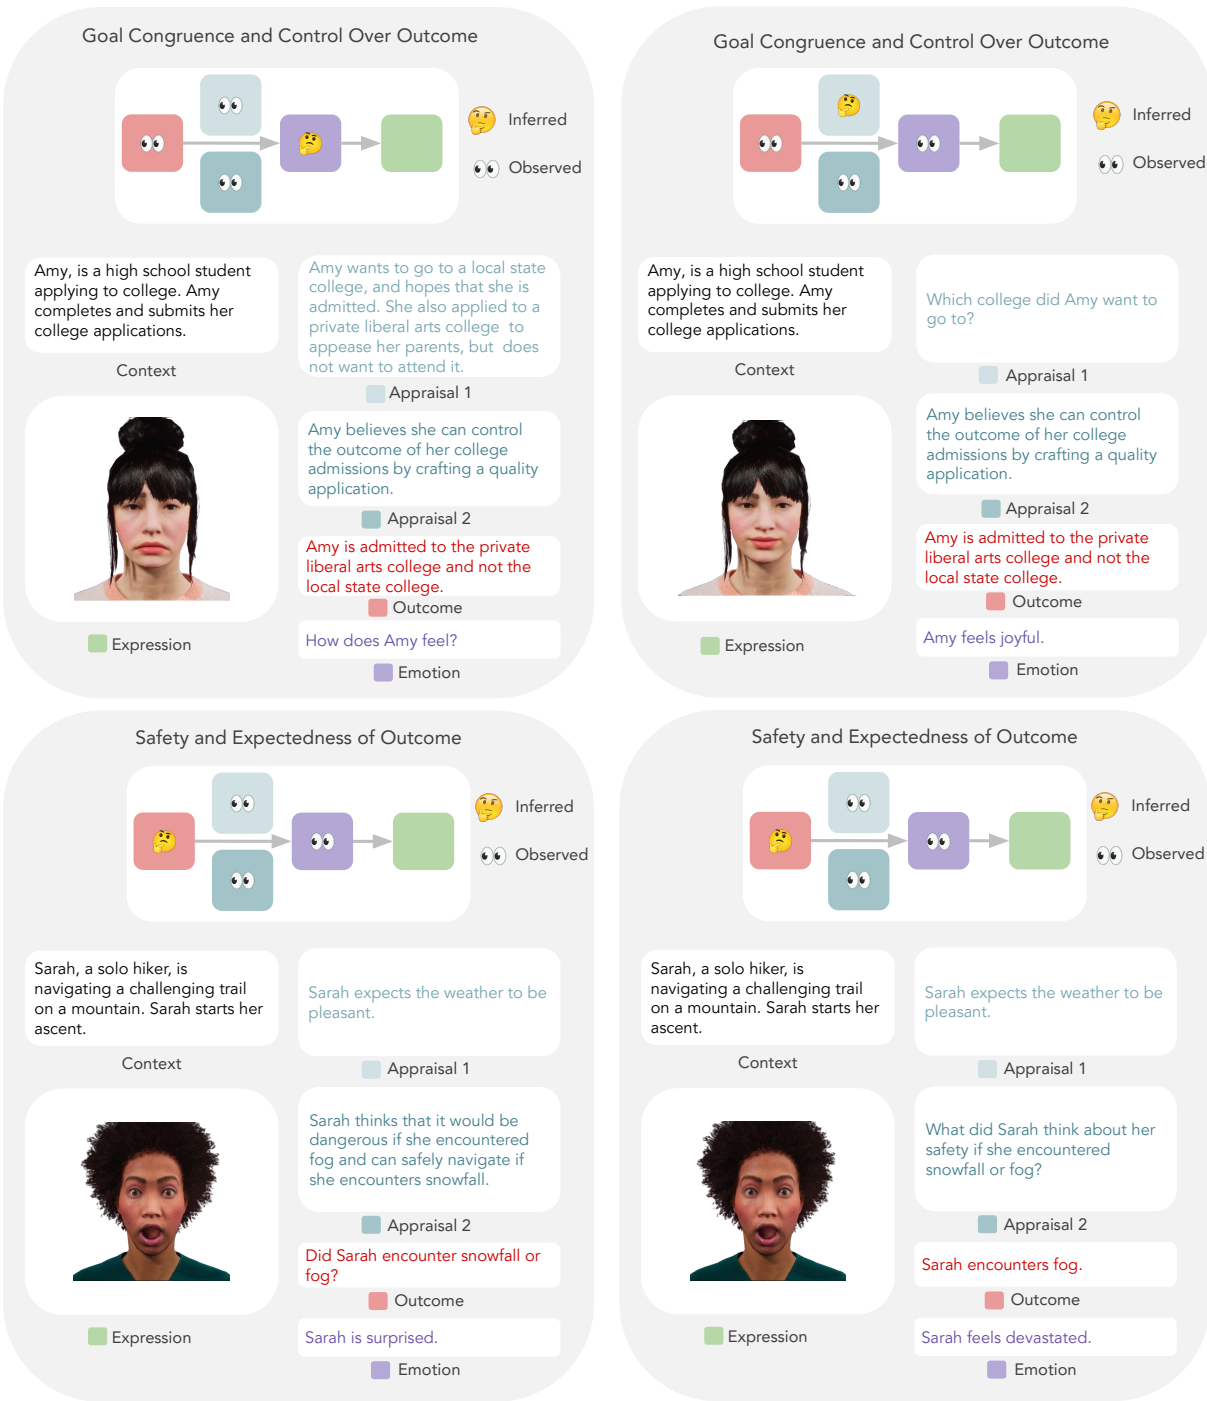 Goal Congruence and Control Over Outcome
Inferred
Observed
Amy, is a high school student
applying to college. Amy
completes and submits her
college applications.
Context
Expression
Amy wants to go to a local state
college, and hopes that she is
admitted. She also applied to a
private liberal arts college to
appease her parents, but does
not want to attend it.
Appraisal 1
Amy believes she can control
the outcome of her college
admissions by crafting a quality
application.
Appraisal 2
Amy is admitted to the private
liberal arts college and not the
local state college.
Outcome
How does Amy feel?
Emotion
Goal Congruence and Control Over Outcome
Inferred
Observed
Amy, is a high school student
applying to college. Amy
completes and submits her
college applications.
Context
Expression
Which college did Amy want to
go to?
Appraisal 1
Amy believes she can control
the outcome of her college
admissions by crafting a quality
application.
Appraisal 2
Amy is admitted to the private
liberal arts college and not the
local state college.
Outcome
Amy feels joyful.
Emotion
Safety and Expectedness of Outcome
Inferred
Observed
Sarah, a solo hiker, is
navigating a challenging trail
on a mountain. Sarah starts her
ascent.
Context
Expression
Sarah expects the weather to be
pleasant.
Appraisal 1
Sarah thinks that it would be
dangerous if she encountered
fog and can safely navigate if
she encounters snowfall.
Appraisal 2
Did Sarah encounter snowfall or
fog?
Outcome
Sarah is surprised.
Emotion
Safety and Expectedness of Outcome
Inferred
Observed
Sarah, a solo hiker, is
navigating a challenging trail
on a mountain. Sarah starts her
ascent.
Context
Expression
Sarah expects the weather to be
pleasant.
Appraisal 1
What did Sarah think about her
safety if she encountered
snowfall or fog?
Appraisal 2
Sarah encounters fog.
Outcome
Sarah feels devastated.
Emotion